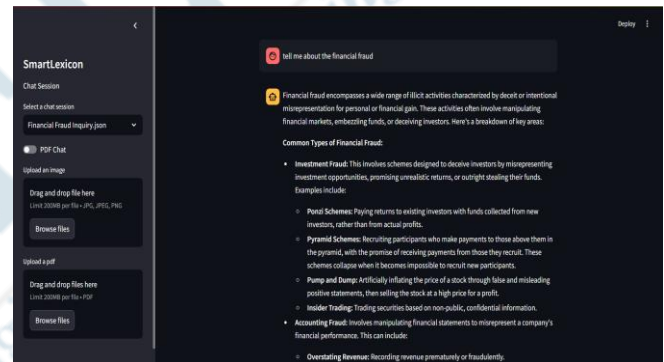 Deploy
SmartLexicon
Chat Session
Select a chat session
Financial Fraud Inquiry.json
PDF Chat
Upload an image
Drag and drop file here
Limit 200MB per file • JPG, JPEG, PNG
Browse files
Upload a pdf
Drag and drop files here
Limit 200MB per file • PDF
Browse files
tell me about the financial fraud
Financial fraud encompasses a wide range of illicit activities characterized by deceit or intentional
misrepresentation for personal or financial gain. These activities often involve manipulating
financial markets, embezzling funds, or deceiving investors. Here's a breakdown of key areas:
Common Types of Financial Fraud:
• Investment Fraud: This involves schemes designed to deceive investors by misrepresenting
investment opportunities, promising unrealistic returns, or outright stealing their funds.
Examples include:
○ Ponzi Schemes: Paying returns to existing investors with funds collected from new
investors, rather than from actual profits.
○ Pyramid Schemes: Recruiting participants who make payments to those above them in
the pyramid, with the promise of receiving payments from those they recruit. These
schemes collapse when it becomes impossible to recruit new participants.
○ Pump and Dump: Artificially inflating the price of a stock through false and misleading
positive statements, then selling the stock at a high price for a profit.
○ Insider Trading: Trading securities based on non-public, confidential information.
• Accounting Fraud: Involves manipulating financial statements to misrepresent a company's
financial performance. This can include:
○ Overstating Revenue: Recording revenue prematurely or fraudulently.